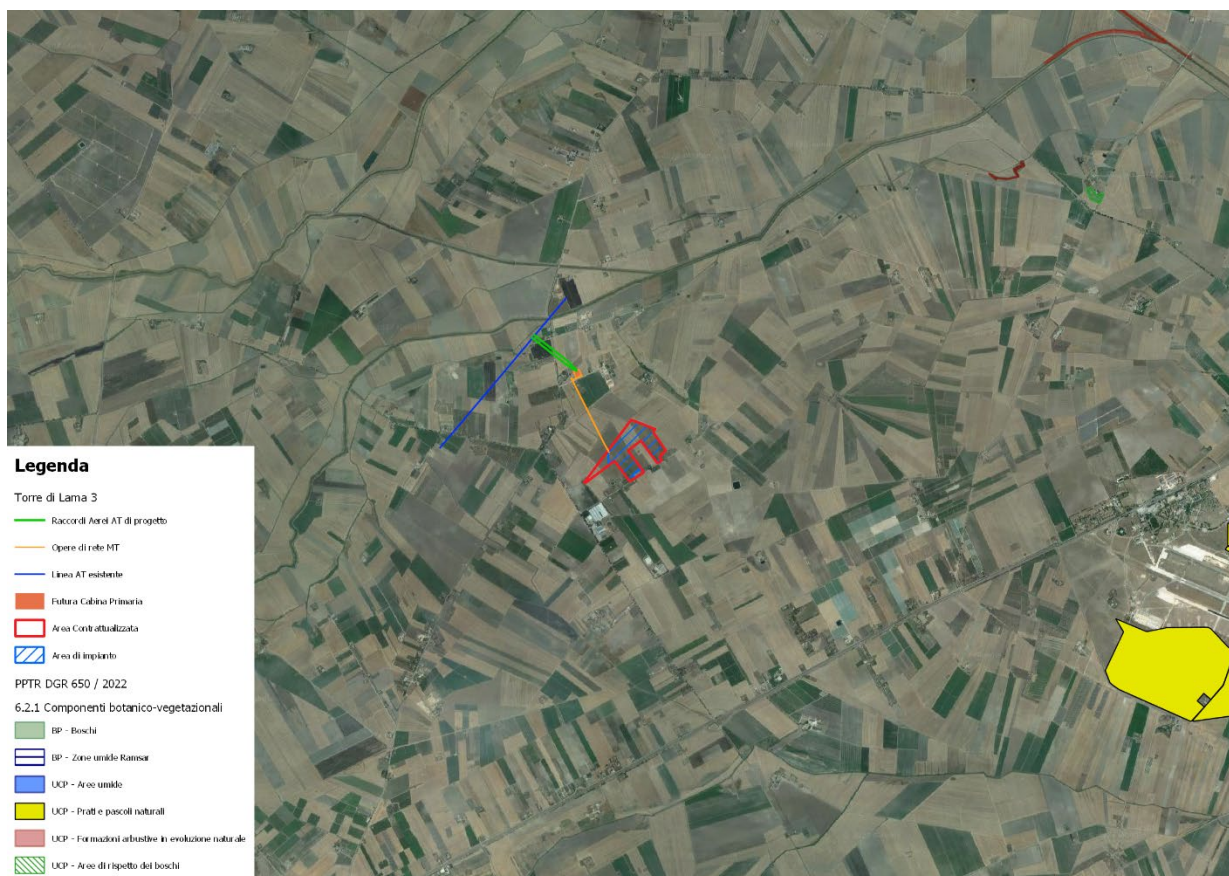 Legenda
Torre di Lama 3
Raccordi Aerei AT di progetto
Opere di rete MT
Linea AT esistente
Futura Cabina Primaria
Area Contrattualizzata
Area di impianto
PPTR DGR 650 / 2022
6.2.1 Componenti botanico-vegetazionali
BP - Boschi
BP - Zone umide Ramsar
UCP - Aree umide
UCP - Prati e pascoli naturali
UCP - Formazioni arbustive in evoluzione naturale
UCP - Aree di rispetto dei boschi